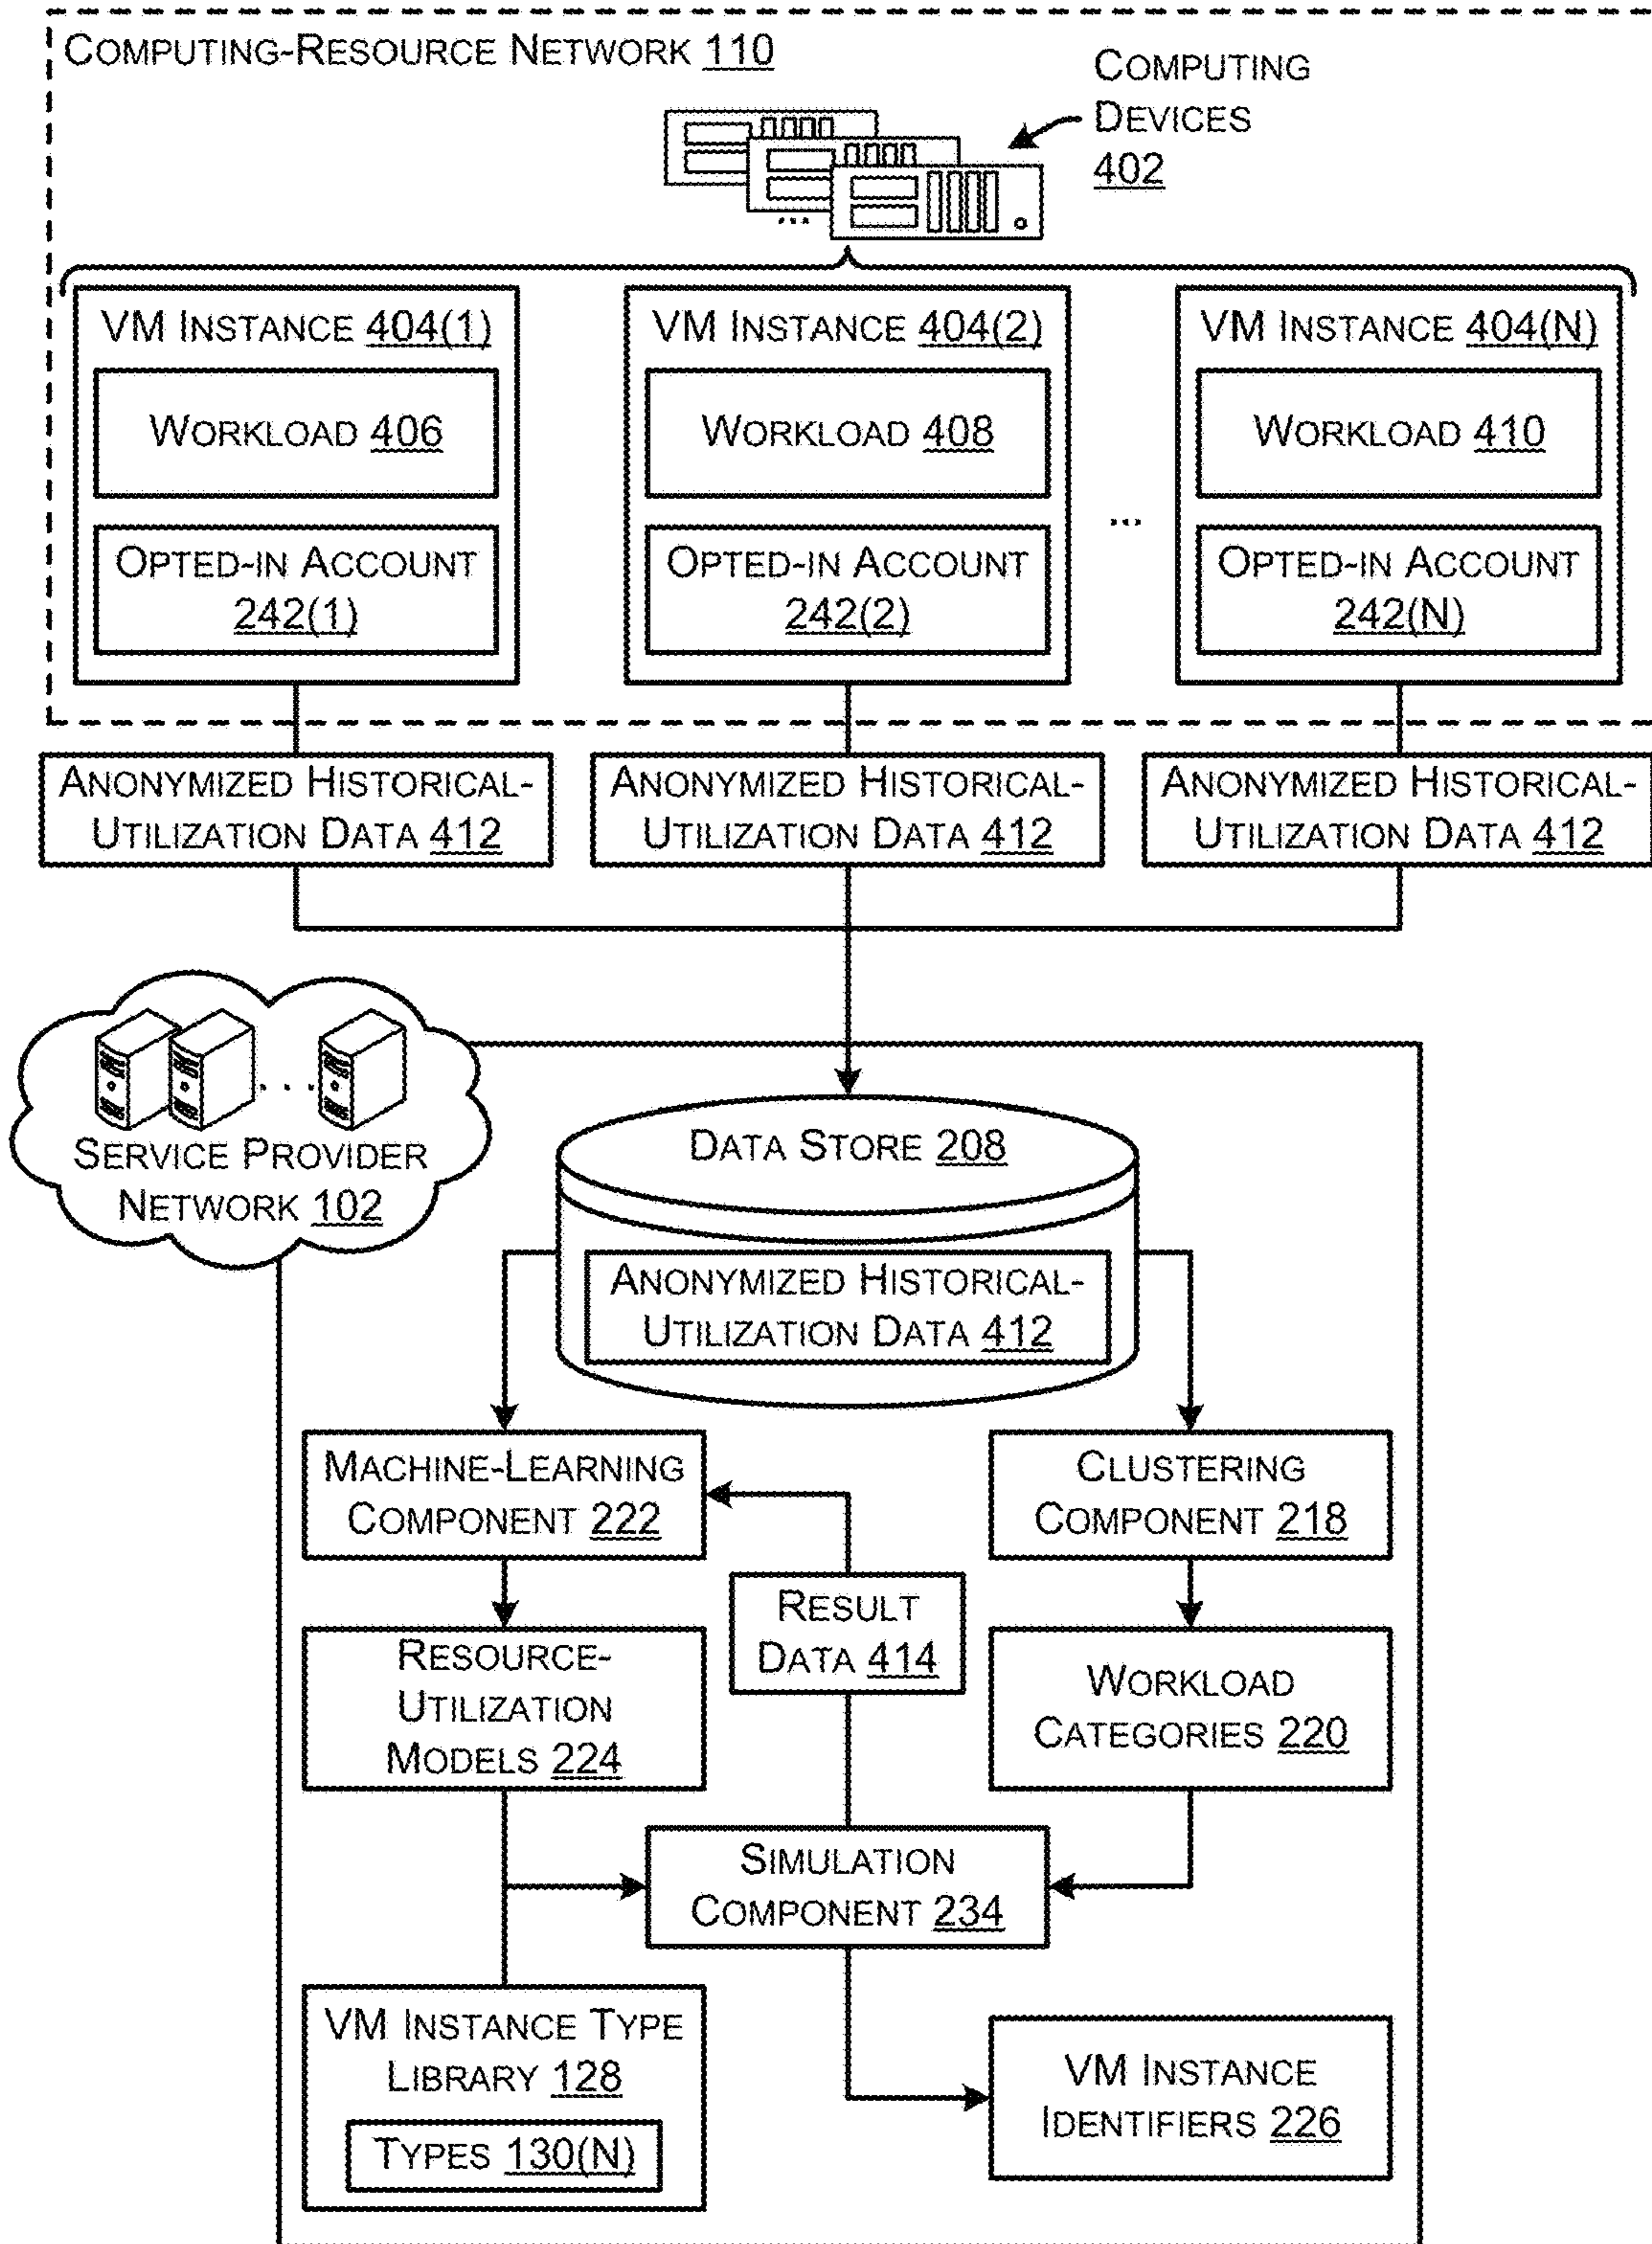 COMPUTING-RESOURCE NETWORK 110
COMPUTING
DEVICES
402
...
VM INSTANCE 404(1)
WORKLOAD 406
OPTED-IN ACCOUNT
242(1)
VM INSTANCE 404(2)
WORKLOAD 408
OPTED-IN ACCOUNT
242(2)
...
VM INSTANCE 404(N)
WORKLOAD 410
OPTED-IN ACCOUNT
242(N)
ANONYMIZED HISTORICAL-
UTILIZATION DATA 412
ANONYMIZED HISTORICAL-
UTILIZATION DATA 412
ANONYMIZED HISTORICAL-
UTILIZATION DATA 412
...
SERVICE PROVIDER
NETWORK 102
DATA STORE 208
ANONYMIZED HISTORICAL-
UTILIZATION DATA 412
MACHINE-LEARNING
COMPONENT 222
CLUSTERING
COMPONENT 218
RESULT
DATA 414
RESOURCE-
UTILIZATION
MODELS 224
WORKLOAD
CATEGORIES 220
SIMULATION
COMPONENT 234
VM INSTANCE TYPE
LIBRARY 128
TYPES 130(N)
VM INSTANCE
IDENTIFIERS 226